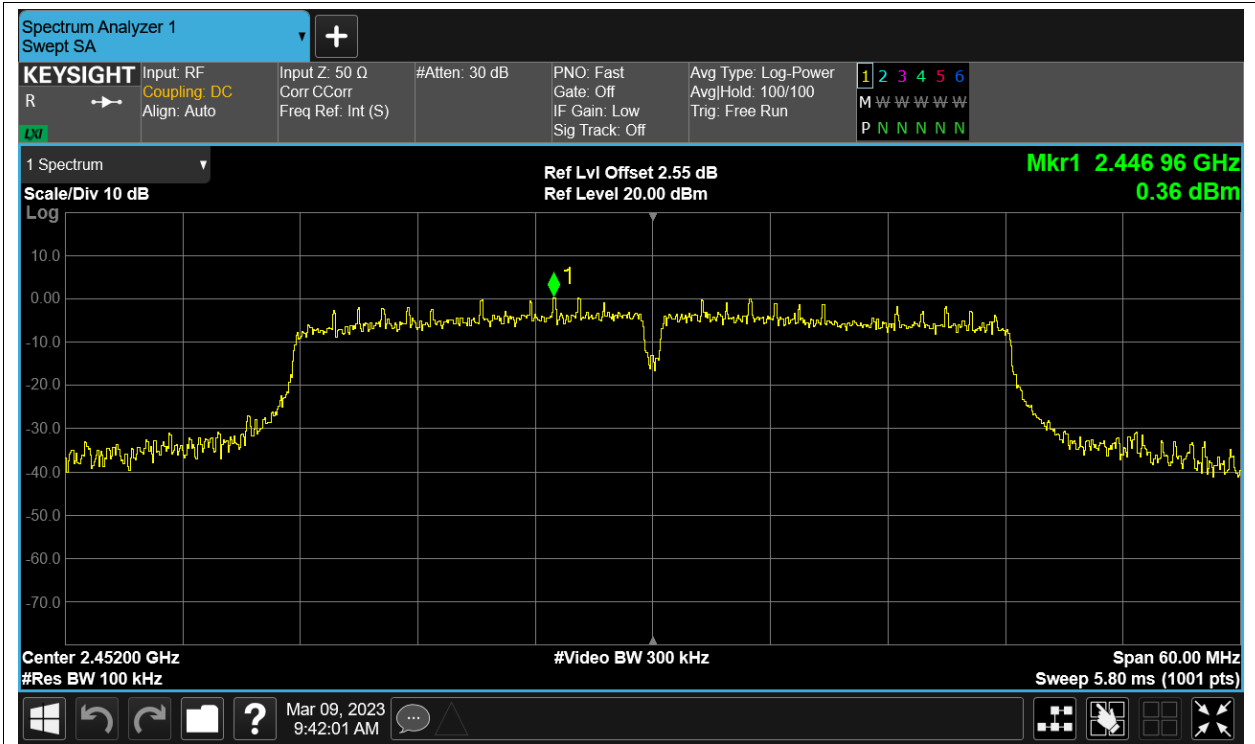 Spectrum Analyzer 1
Swept SA
+
KEYSIGHT
R
LXI
Input: RF
Coupling: DC
Align: Auto
Input Z: 50 Ω
Corr CCorr
Freq Ref: Int (S)
#Atten: 30 dB
PNO: Fast
Gate: Off
IF Gain: Low
Sig Track: Off
Avg Type: Log-Power
Avg|Hold: 100/100
Trig: Free Run
1 2 3 4 5 6
M W W W W W
P N N N N N
1 Spectrum
Scale/Div 10 dB
Ref Lvl Offset 2.55 dB
Ref Level 20.00 dBm
Mkr1 2.446 96 GHz
0.36 dBm
Log
10.0
0.00
-10.0
-20.0
-30.0
-40.0
-50.0
-60.0
-70.0
1
Center 2.45200 GHz
#Res BW 100 kHz
#Video BW 300 kHz
Span 60.00 MHz
Sweep 5.80 ms (1001 pts)
?
Mar 09, 2023
9:42:01 AM